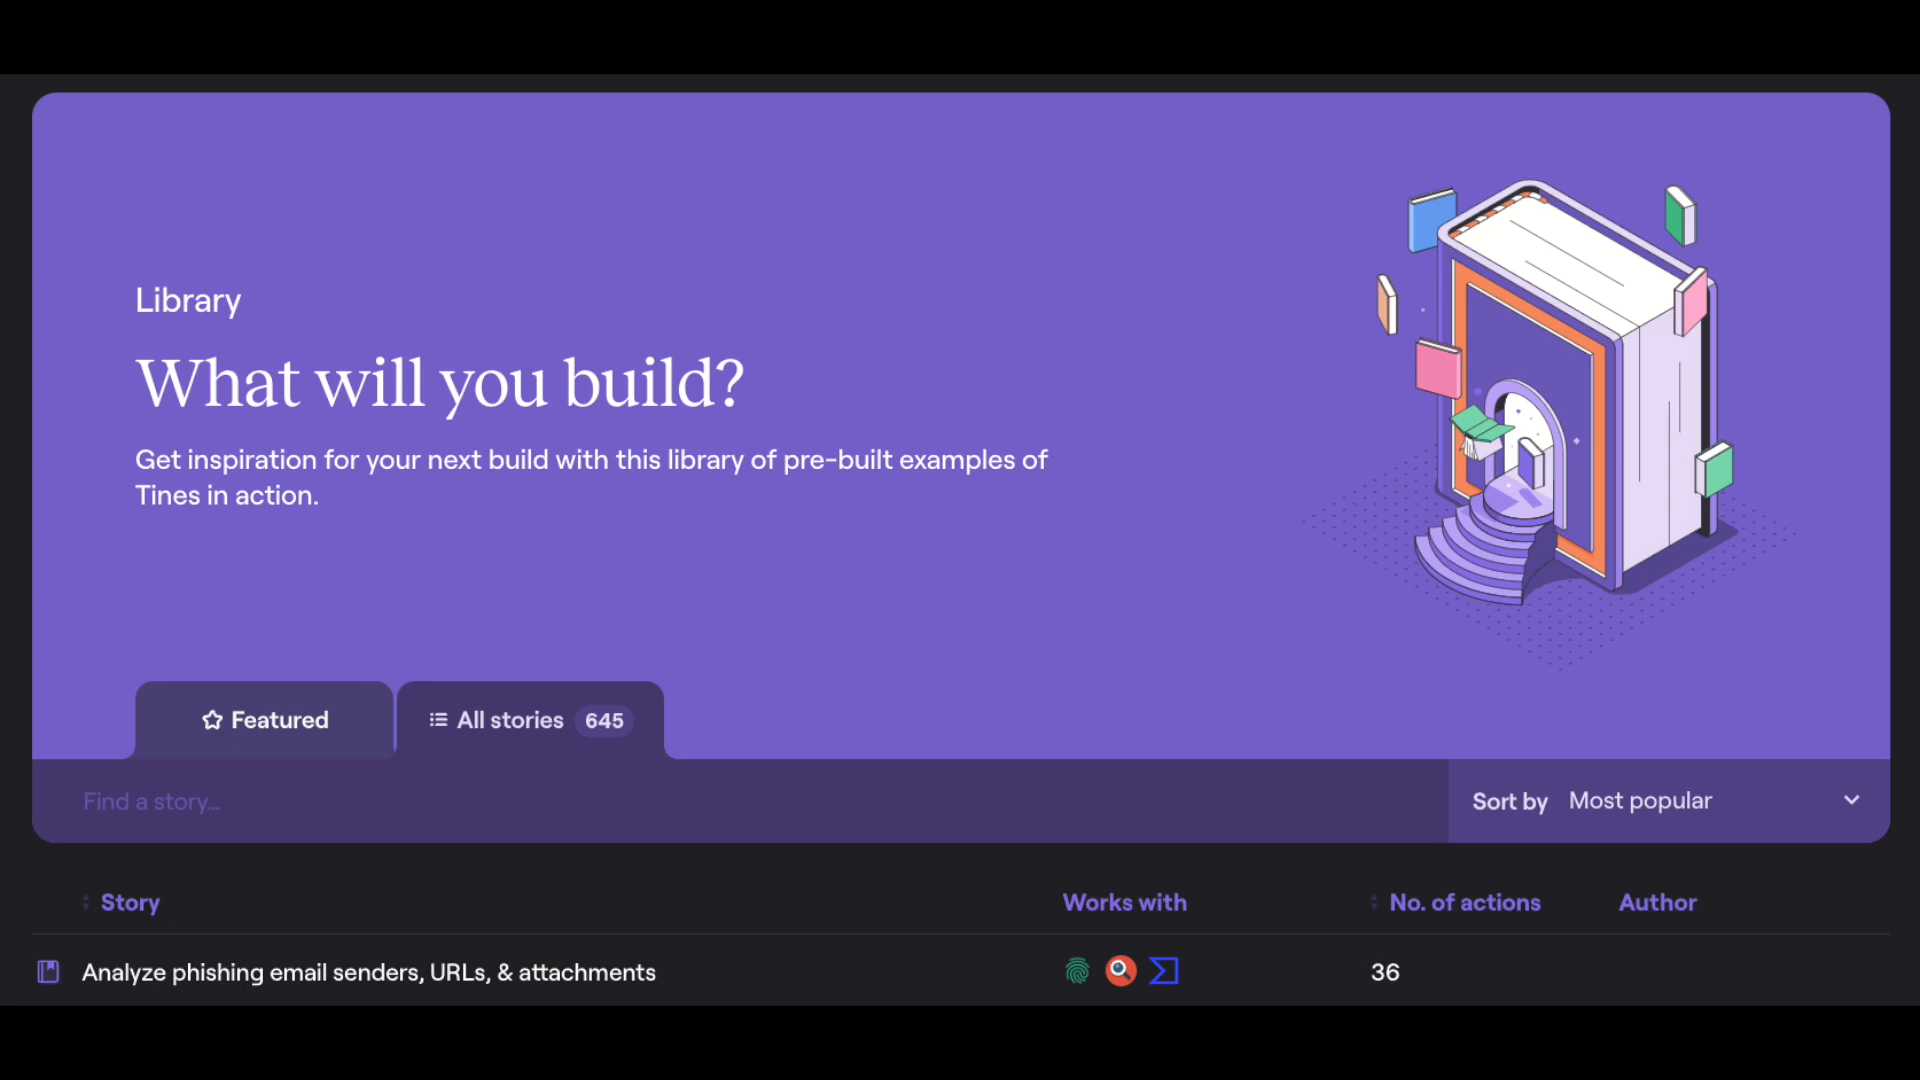 Library
What will you build?
Get inspiration for your next build with this library of pre-built examples of
Tines in action.
Featured
All stories 645
Find a story...
Sort by Most popular
Story Works with No. of actions Author
Analyze phishing email senders, URLs, & attachments 36